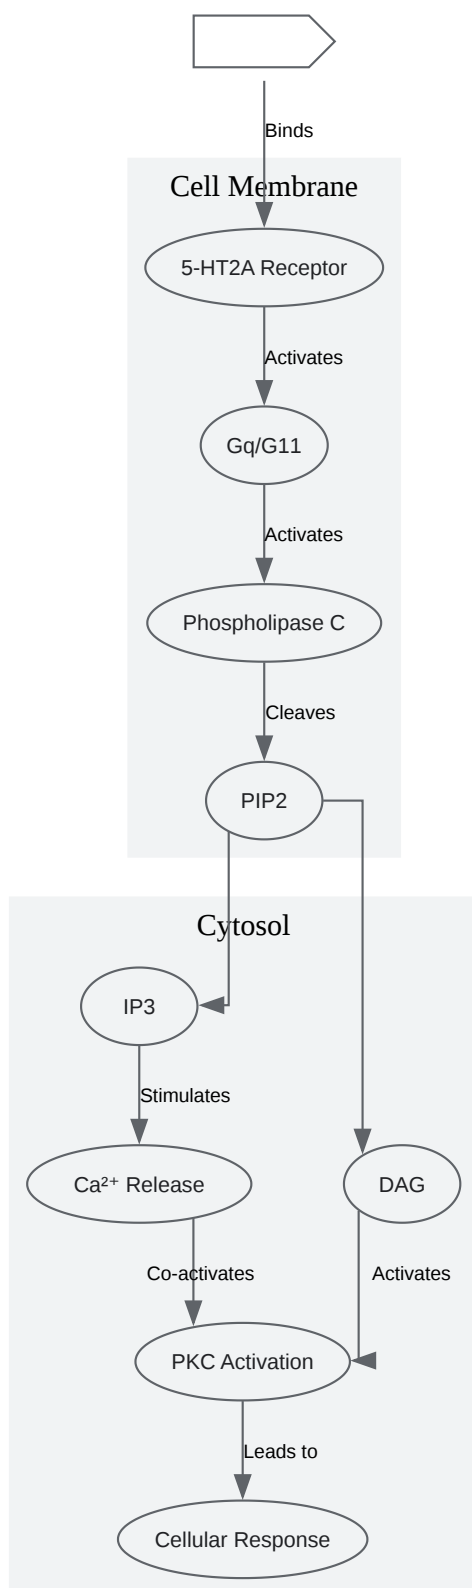 Binds
Cell Membrane
5-HT2A Receptor
Activates
Gq/G11
Activates
Phospholipase C
Cleaves
PIP2
Cytosol
IP3
Stimulates
Ca²⁺ Release
DAG
Co-activates
Activates
PKC Activation
Leads to
Cellular Response